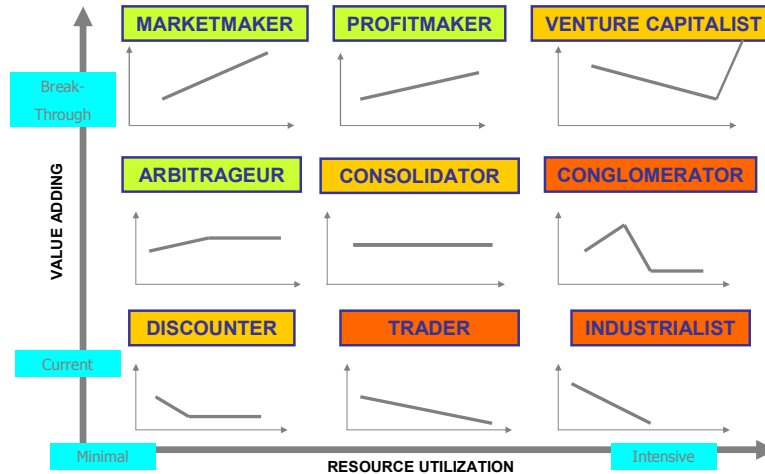 MARKETMAKER
PROFITMAKER
VENTURE CAPITALIST
Break-
Through
VALUE ADDING
ARBITRAGEUR
CONSOLIDATOR
CONGLOMERATOR
DISCOUNTER
TRADER
INDUSTRIALIST
Current
Minimal
RESOURCE UTILIZATION
Intensive